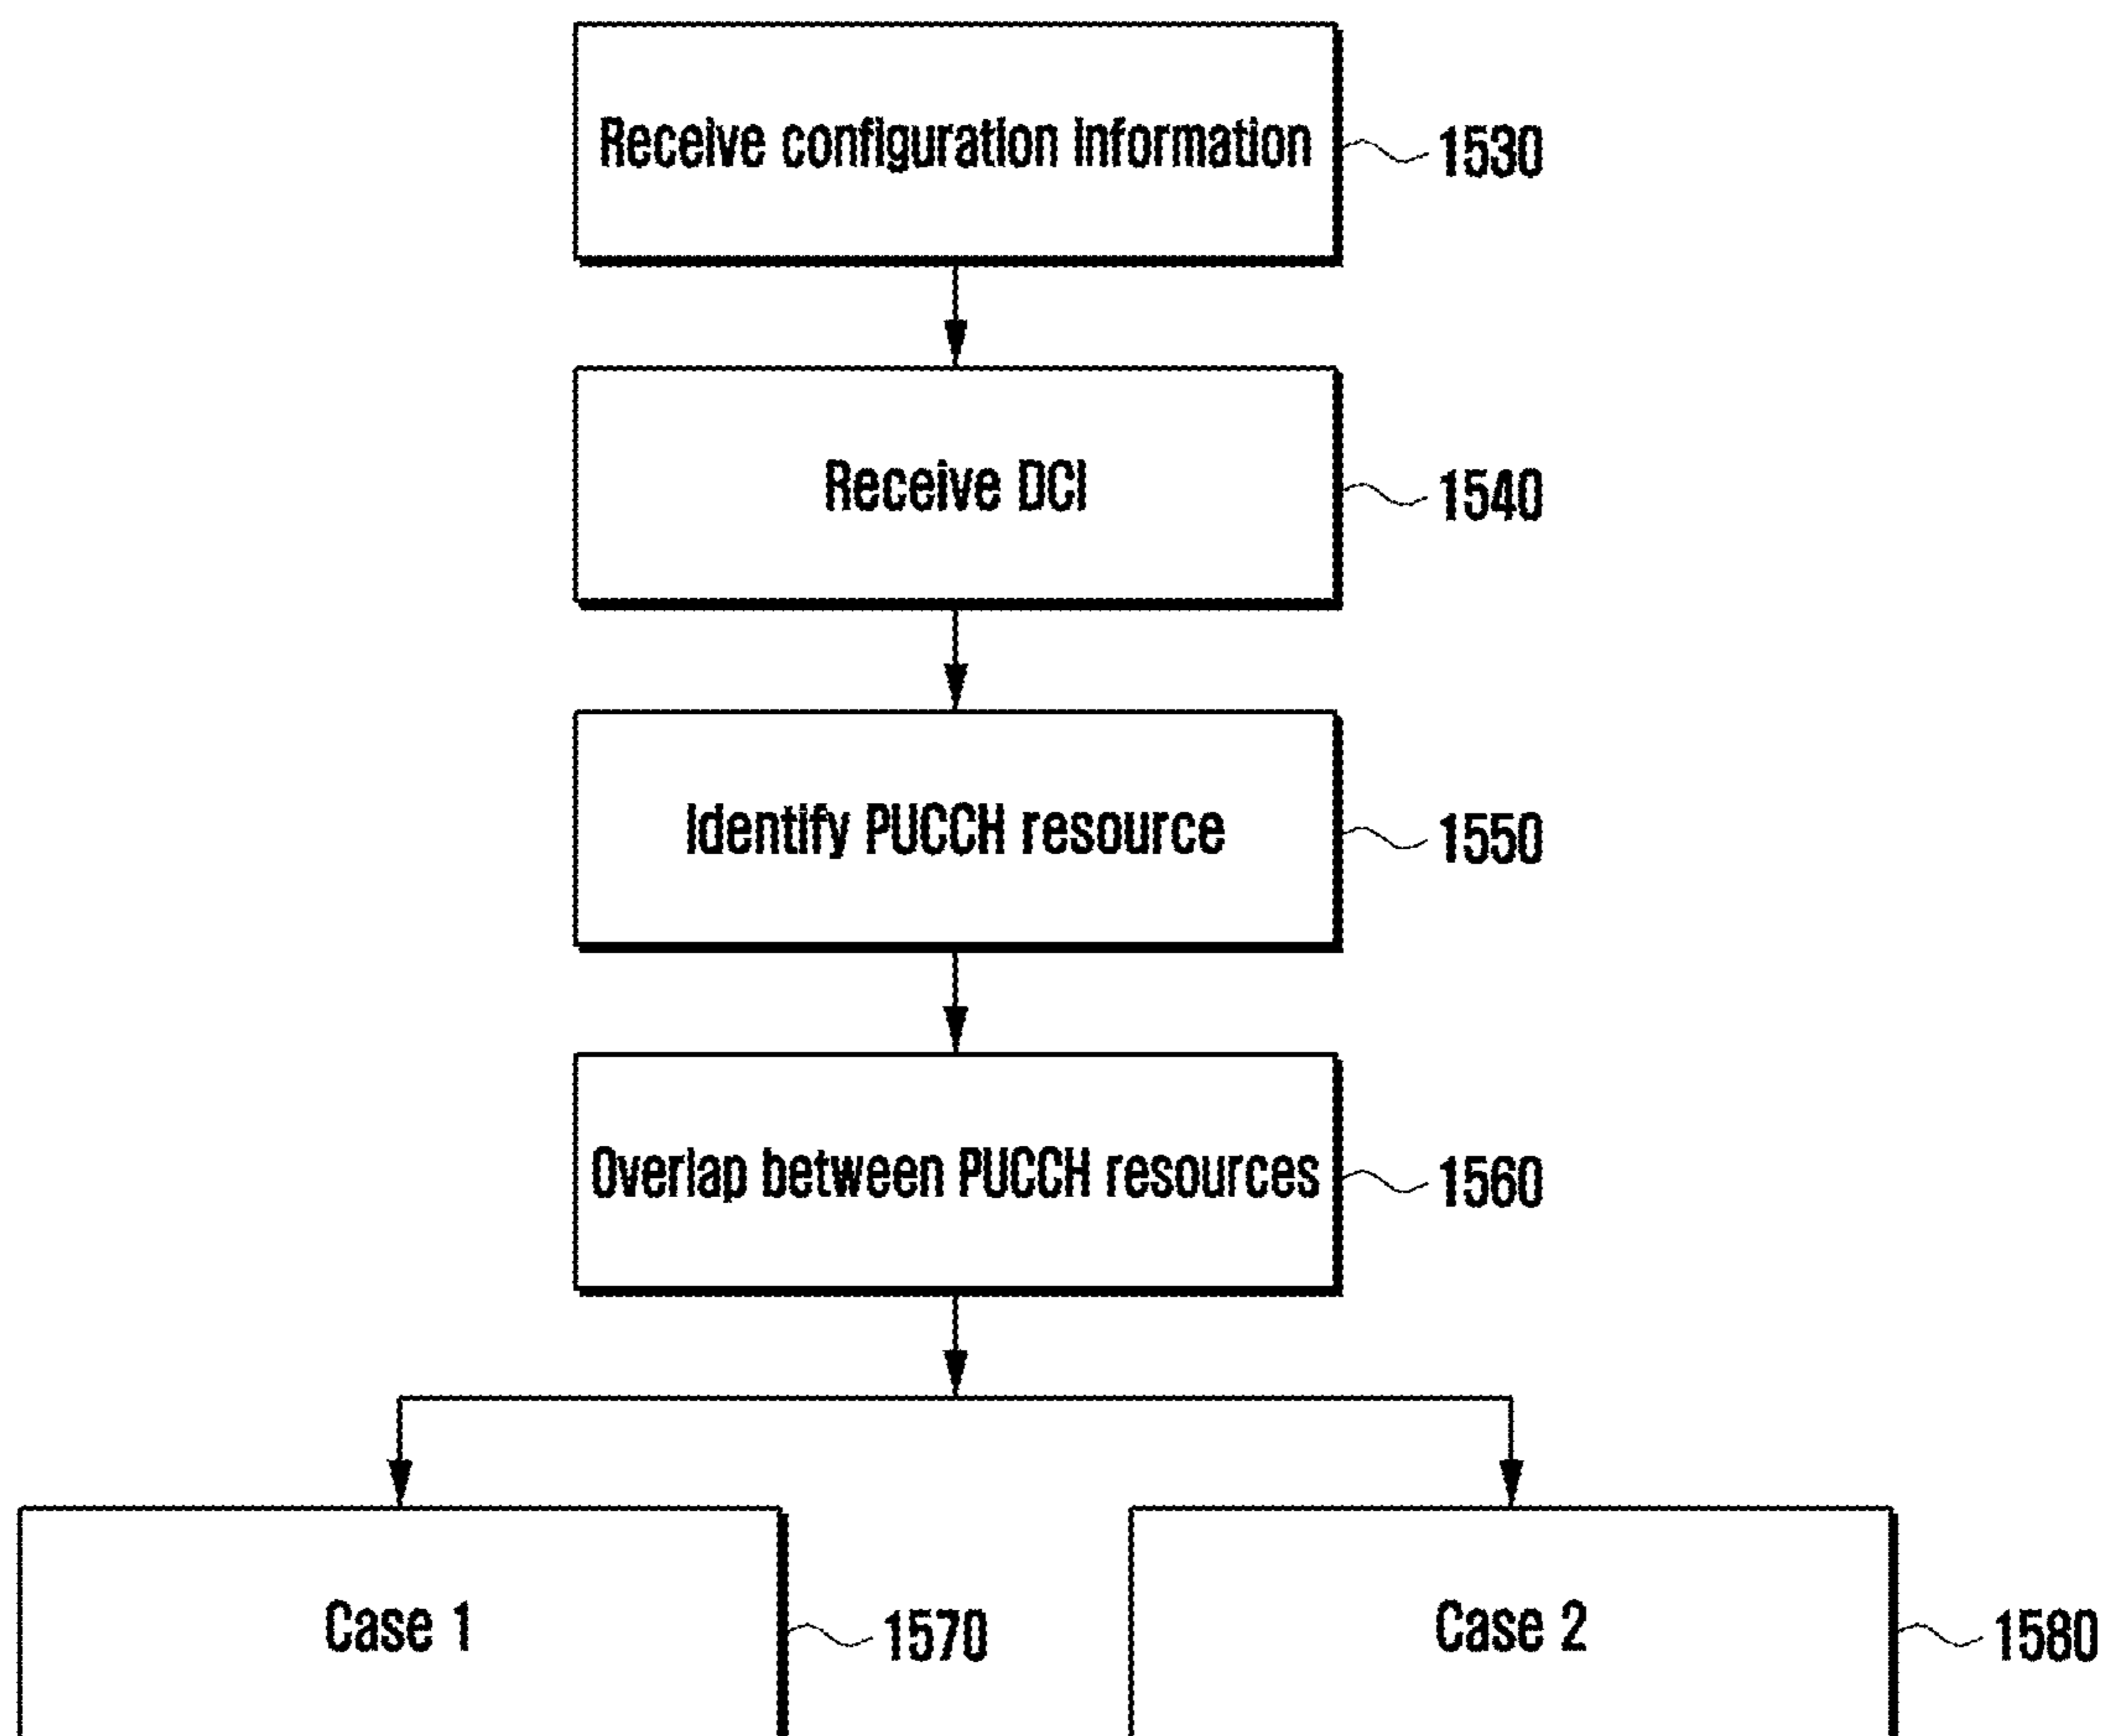 Receive configuration information
1530
Receive DCI
1540
Identify PUCCH resource
1550
Overlap between PUCCH resources
1560
Case 1
1570
Case 2
1580